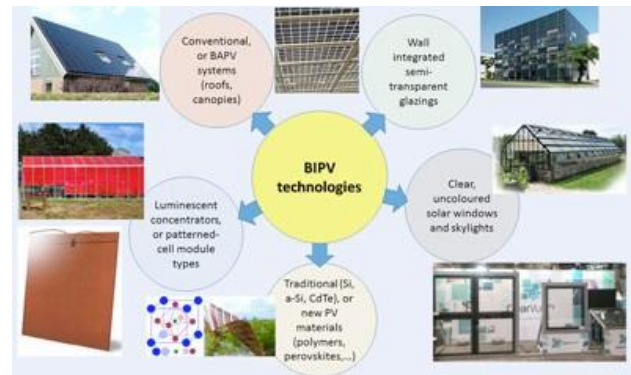 Conventional,
or BAPV
systems
(roofs,
canopies)
Wall
integrated
semi-
transparent
glazings
BIPV
technologies
Luminescent
concentrators,
or patterned-
cell module
types
Clear,
uncoloured
solar windows
and skylights
Traditional (Si,
a-Si, CdTe), or
new PV
materials
(polymers,
perovskites,...)